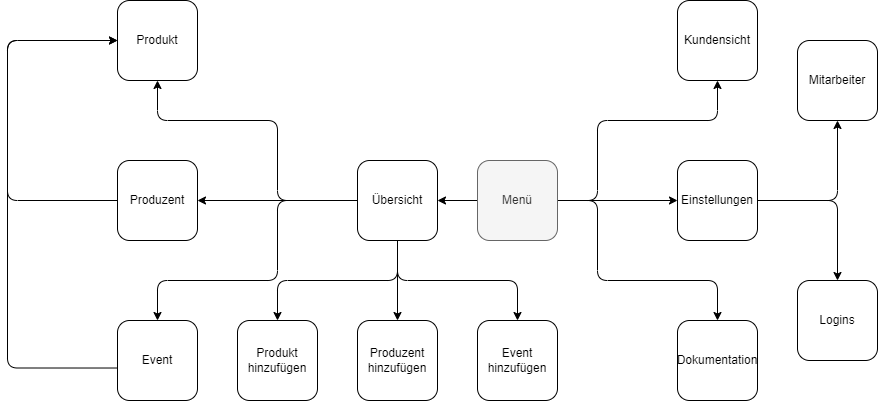 Produkt
Kundensicht
Mitarbeiter
Produzent
Übersicht
Menü
Einstellungen
Event
Produkt
hinzufügen
Produzent
hinzufügen
Event
hinzufügen
Dokumentation
Logins